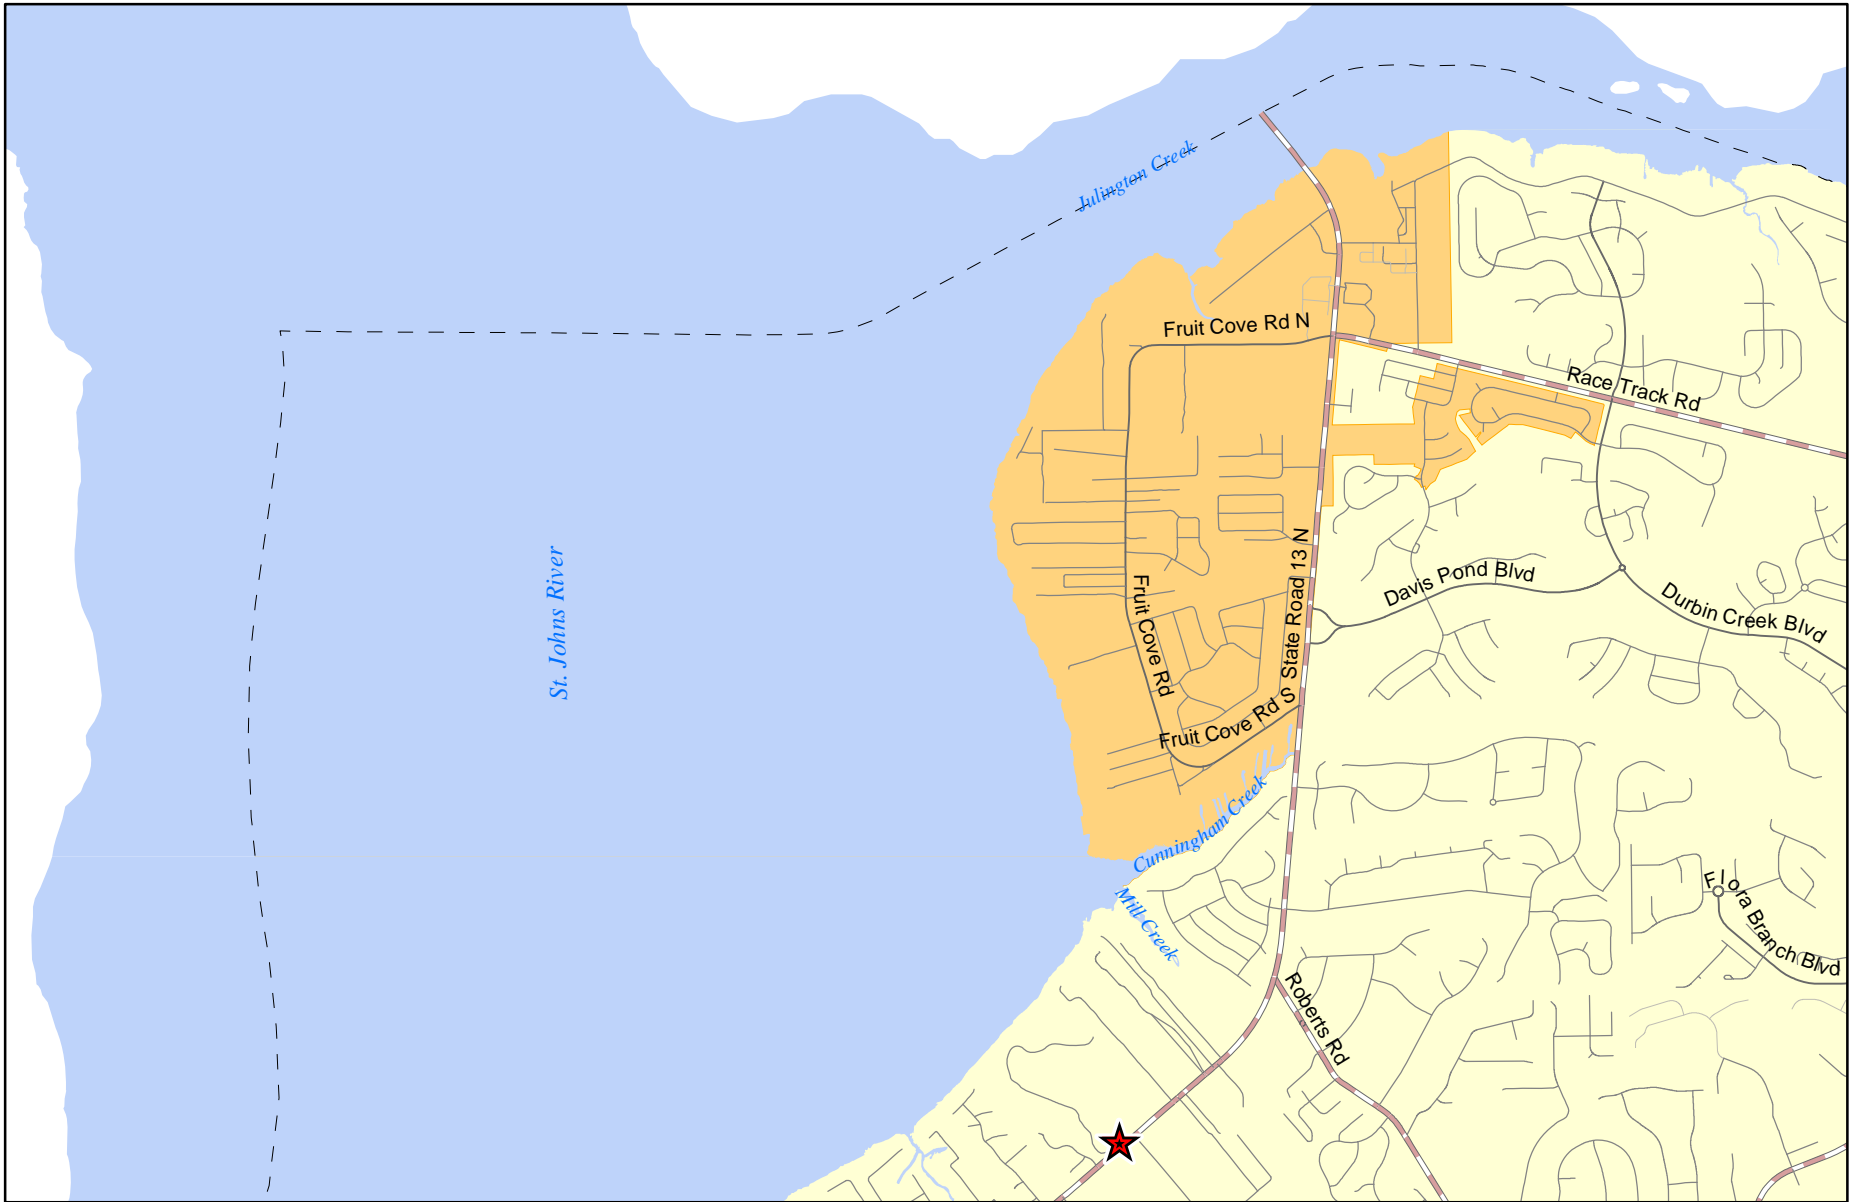 Julington Creek
Fruit Cove Rd N
Race Track Rd
St. Johns River
State Road 13 N
Davis Pond Blvd
Fruit Cove Rd
Durbin Creek Blvd
Fruit Cove Rd S
Cunningham Creek
Mill Creek
Flora Branch Blvd
Roberts Rd